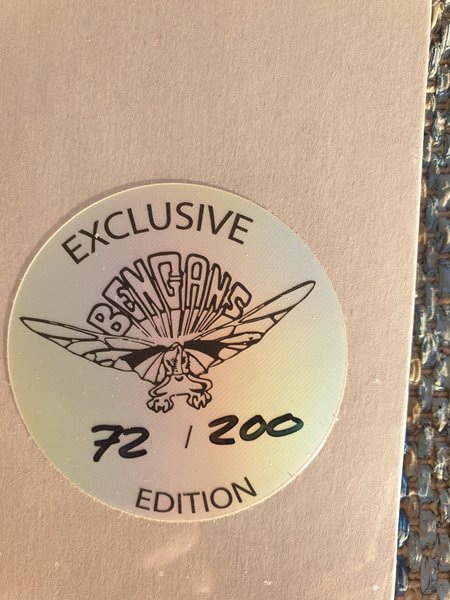 EXCLUSIVE
BENGANS
72 / 200
EDITION